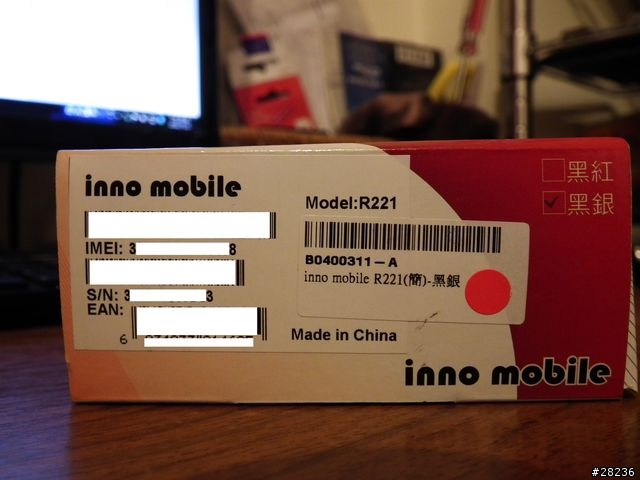 inno mobile
IMEI: 3 8
S/N: 3 3
EAN:
6
Model:R221
B0400311-A
inno mobile R221(簡)-黑銀
Made in China
黑紅
黑銀
inno mobile
#28236